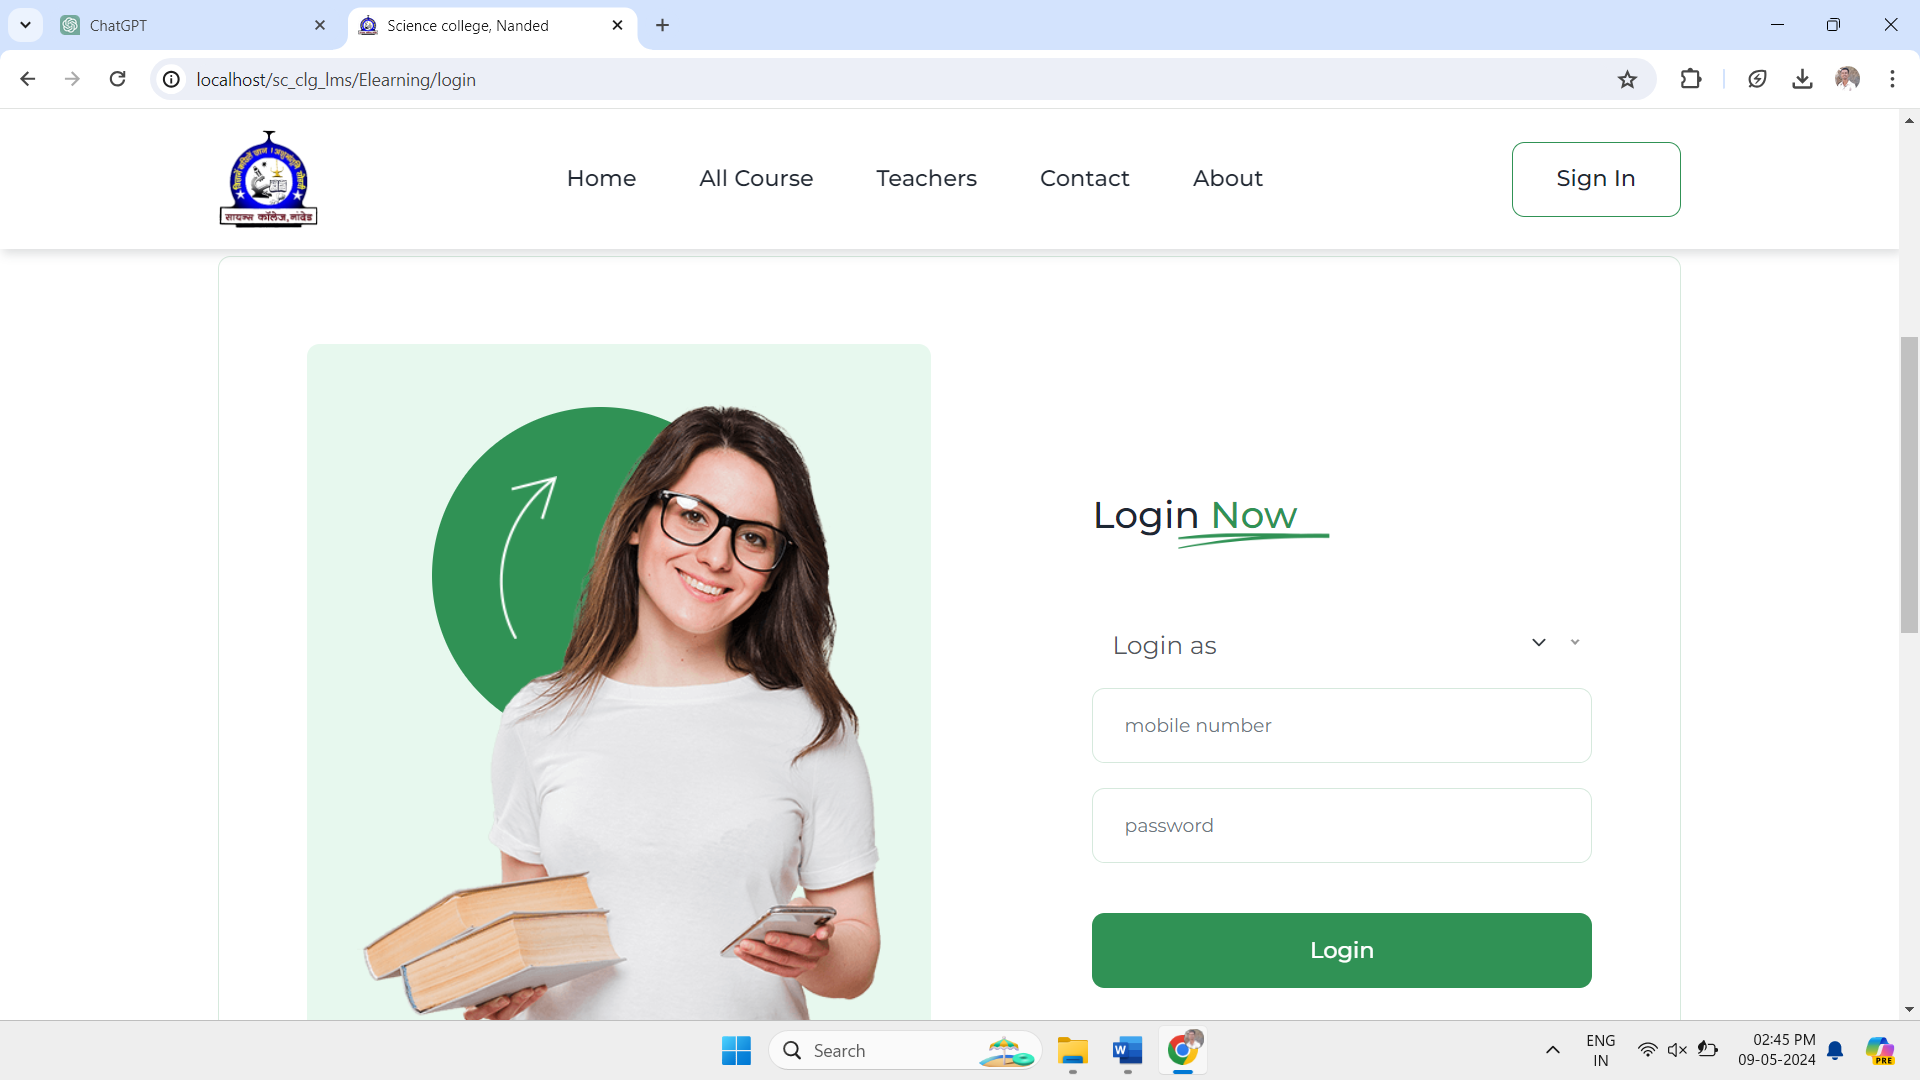 ChatGPT
Science college, Nanded
localhost/sc_clg_lms/Elearning/login
सायन्स कॉलेज, नांदेड
Home
All Course
Teachers
Contact
About
Sign In
Login Now
Login as
mobile number
password
Login
Search
W
ENG
IN
02:45 PM
09-05-2024
PRE